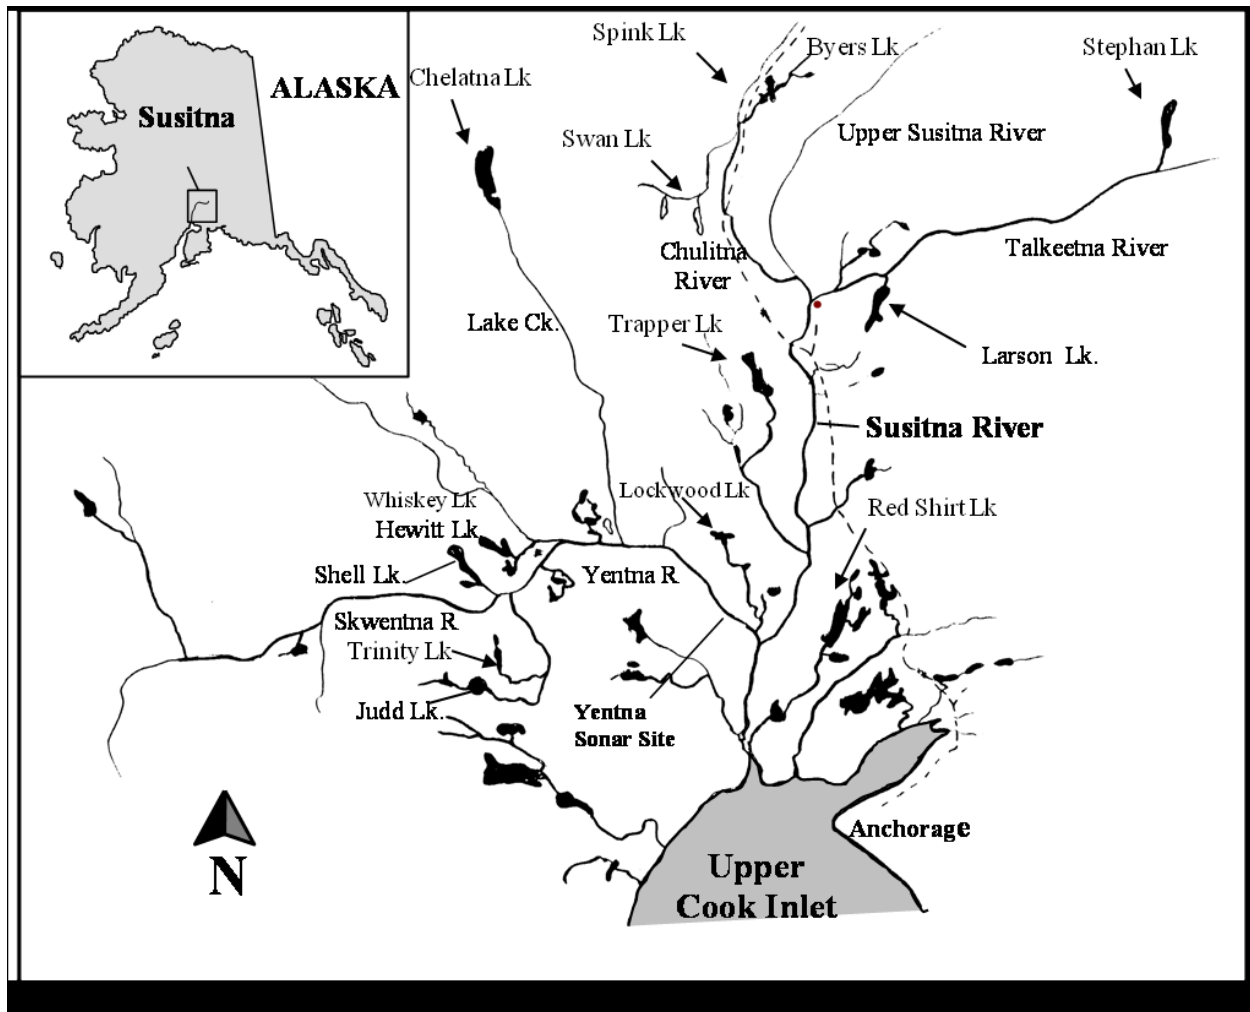 ALASKA
Susitna
Chelatna Lk
Spink Lk
Byers Lk
Stephan Lk
Swan Lk
Upper Susitna River
Chulitna
River
Talkeetna River
Lake Ck.
Trapper Lk
Larson Lk.
Susitna River
Whiskey Lk
Hewitt Lk
Lockwood Lk
Red Shirt Lk
Shell Lk.
Yentna R
Skwentna R
Trinity Lk
Judd Lk.
Yentna
Sonar Site
N
Anchorage
Upper
Cook Inlet